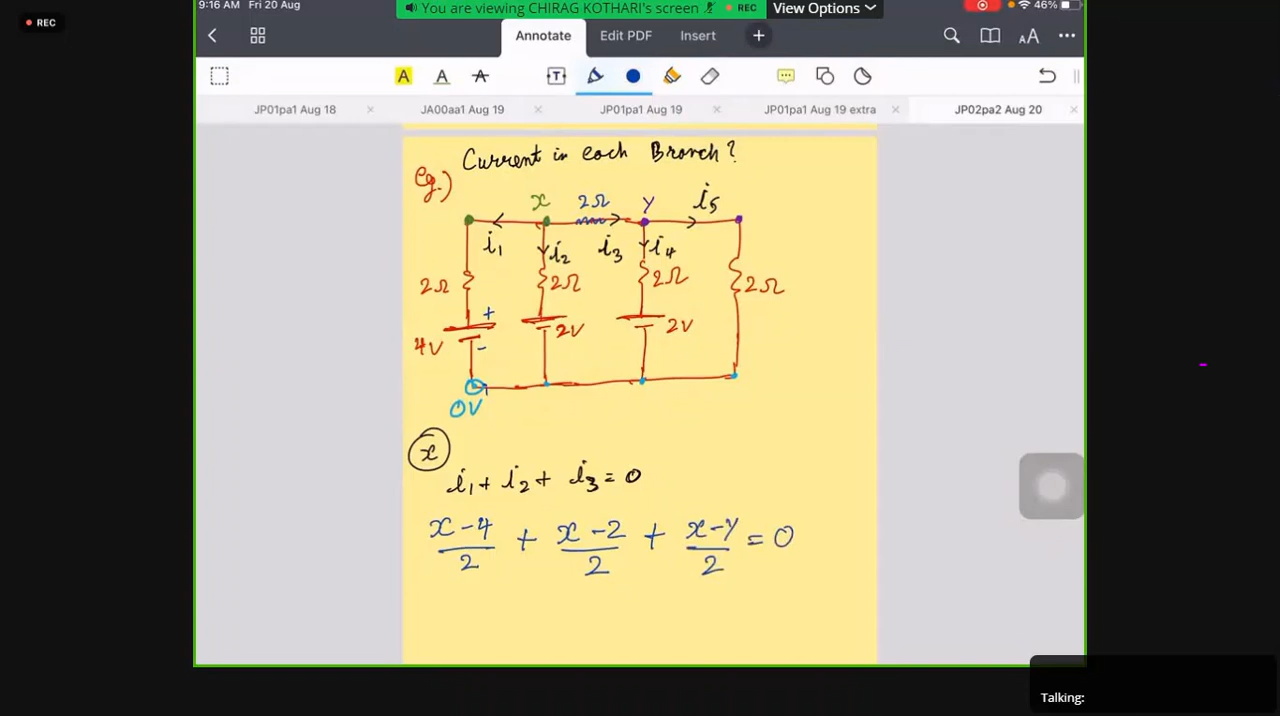 9:16 AM Fri 20 Aug
You are viewing CHIRAG KOTHARI's screen
REC
View Options
46%
REC
Annotate
Edit PDF
Insert
+
AA
A A A T
JP01pa1 Aug 18
JA00aa1 Aug 19
JP01pa1 Aug 19
JP01pa1 Aug 19 extra
JP02pa2 Aug 20
Current in each Branch?
eg.)
x 2Ω y i5
i1 i2 i3 i4
2Ω 2Ω 2Ω 2Ω
+
4V - 2V 2V
0V
x
i1 + i2 + i3 = 0
x-4/2 + x-2/2 + x-y/2 = 0
Talking: